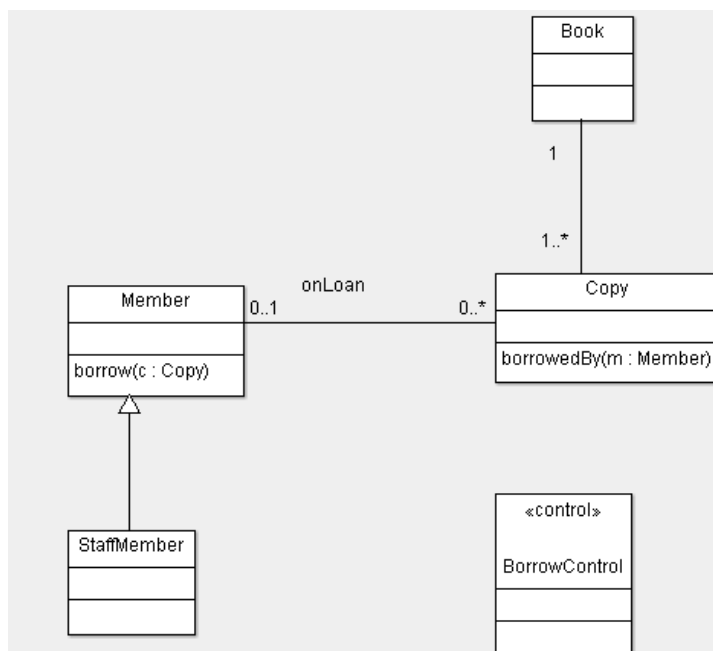 Book
1
1..*
Member
0..1
onLoan
0..*
Copy
borrow(c : Copy)
borrowedBy(m : Member)
StaffMember
«control»
BorrowControl